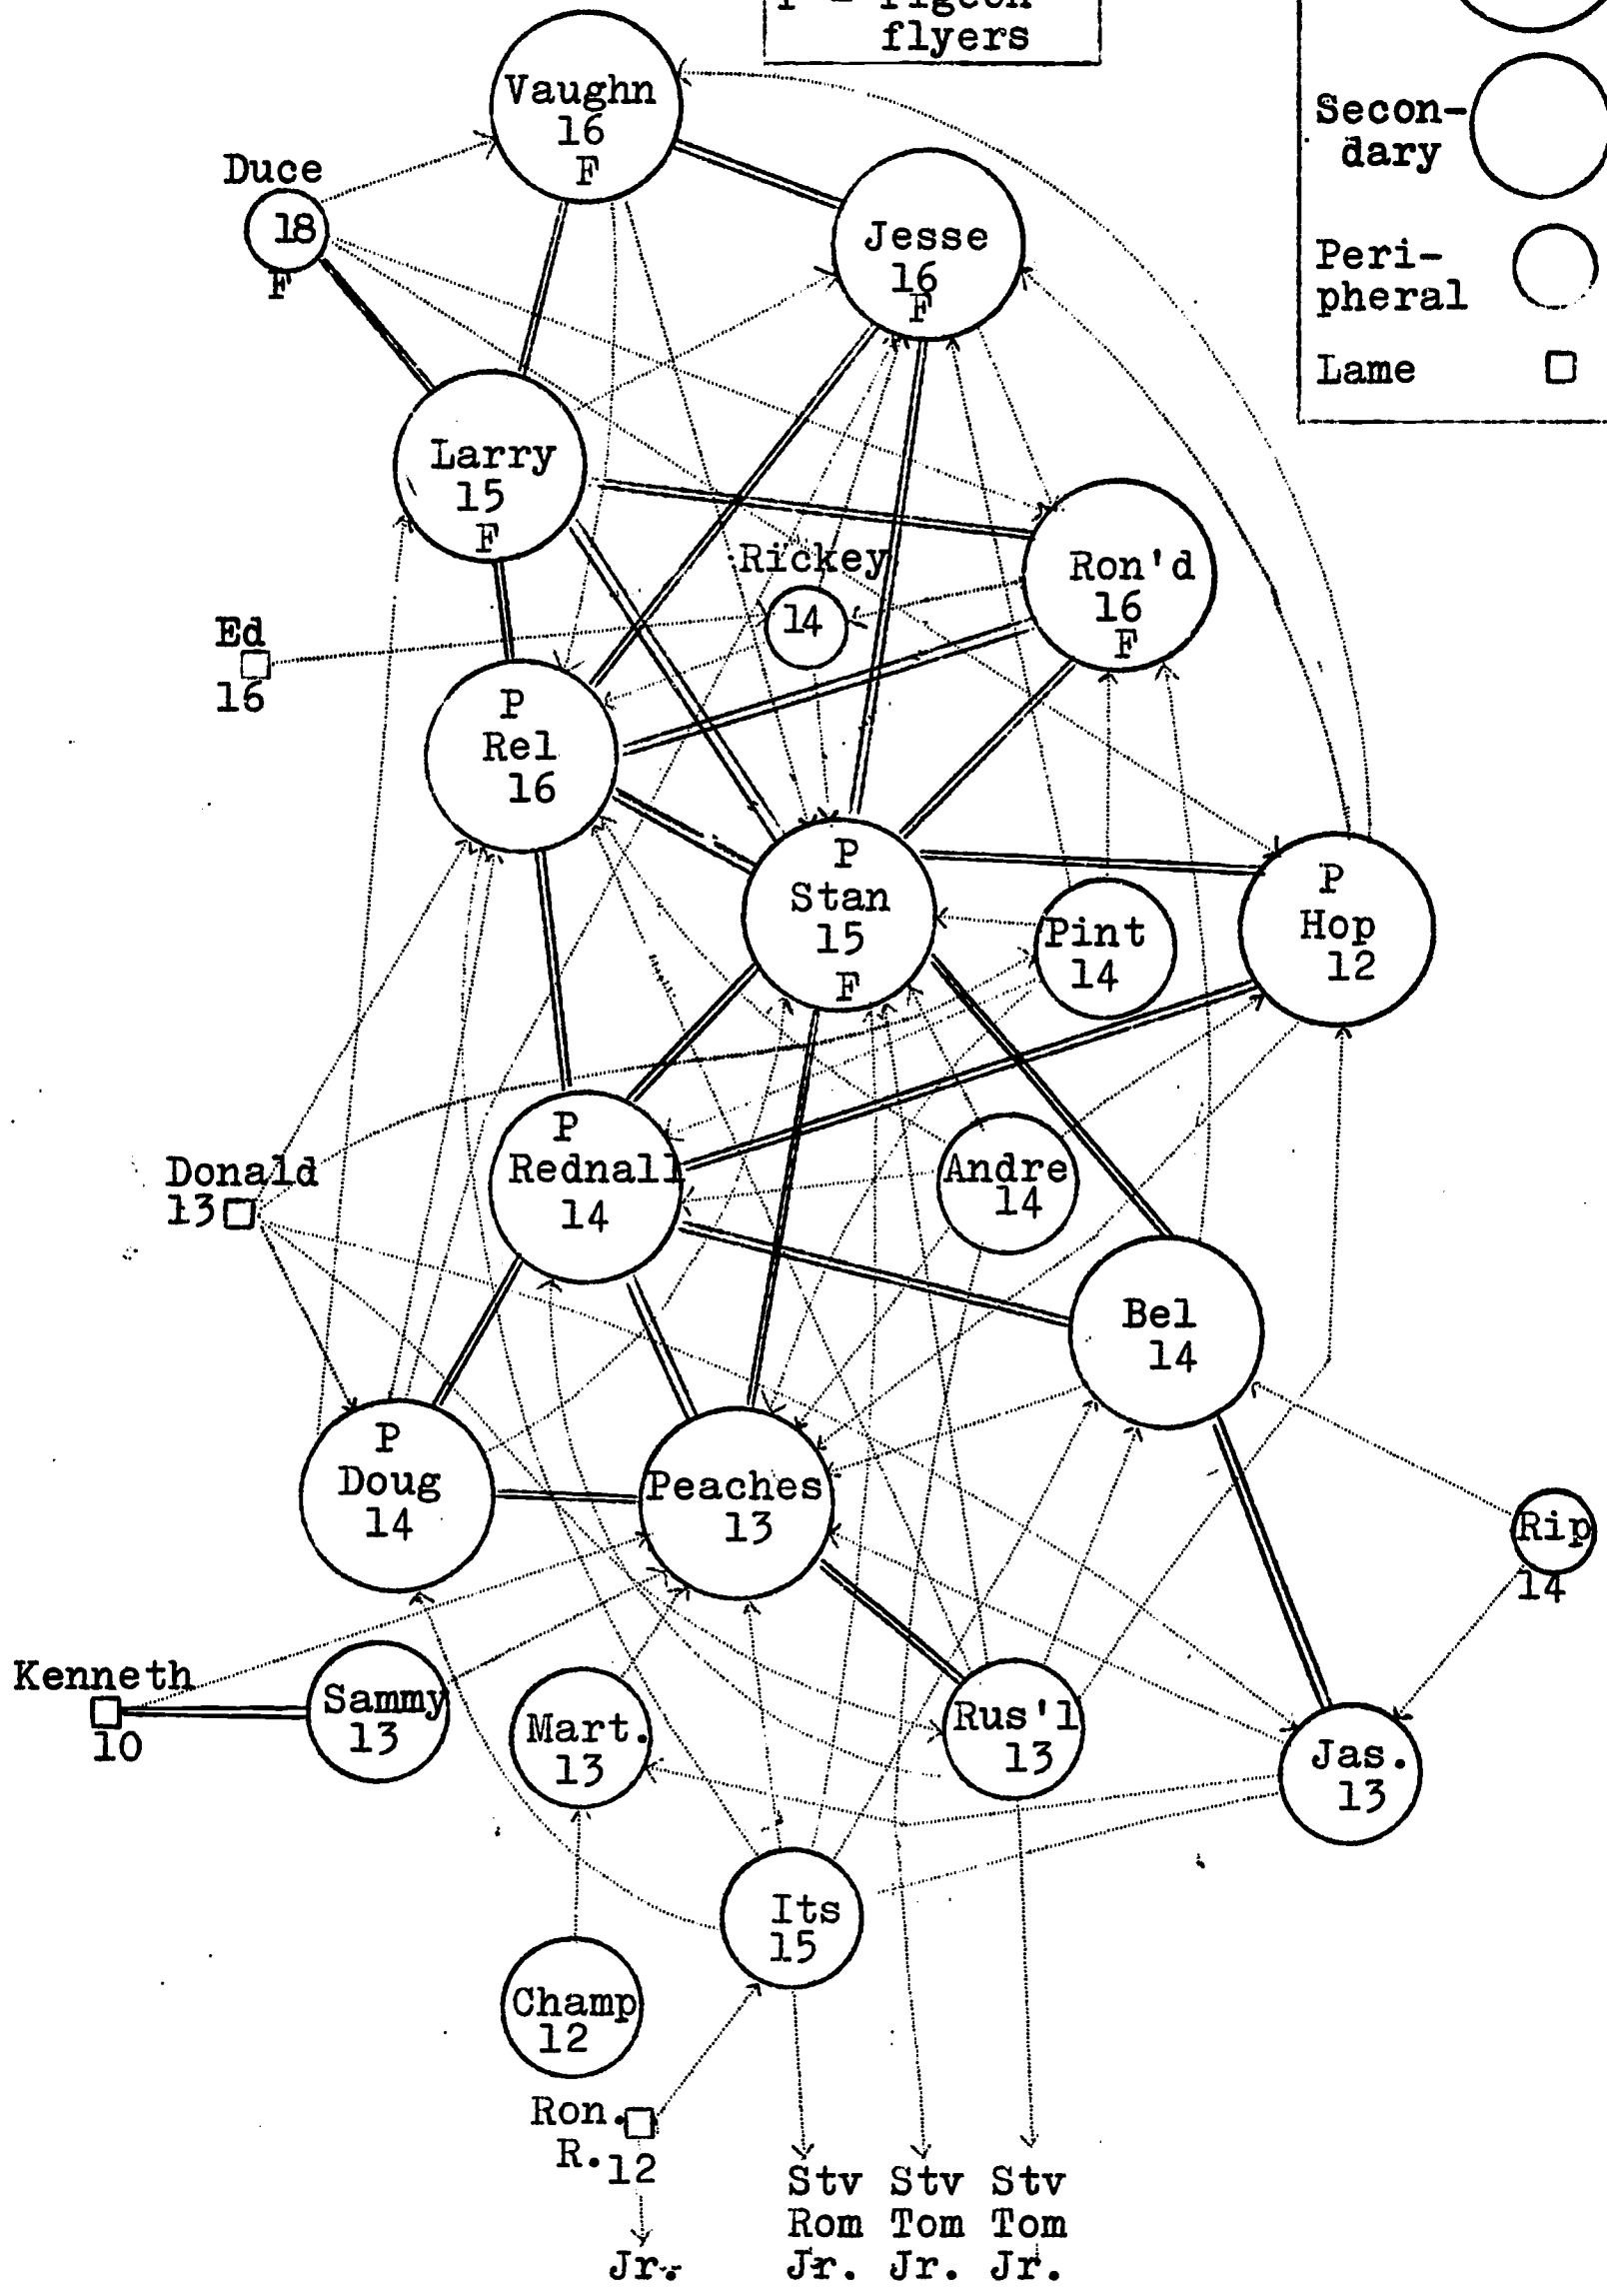 P - Pigeon
flyers
Secon-
dary
Peri-
pheral
Lame
Vaughn
16
F
Duce
18
F
Jesse
16
F
Larry
15
F
Rickey
14
Ron'd
16
F
Ed
16
P
Rel
16
P
Stan
15
F
Pint
14
P
Hop
12
P
Rednall
14
Andre
14
Donald
13
Bel
14
P
Doug
14
Peaches
13
Rip
14
Kenneth
10
Sammy
13
Mart.
13
Rus'l
13
Jas.
13
Its
15
Champ
12
Ron.
R. 12
Jr.
Stv Stv Stv
Rom Tom Tom
Jr. Jr. Jr.